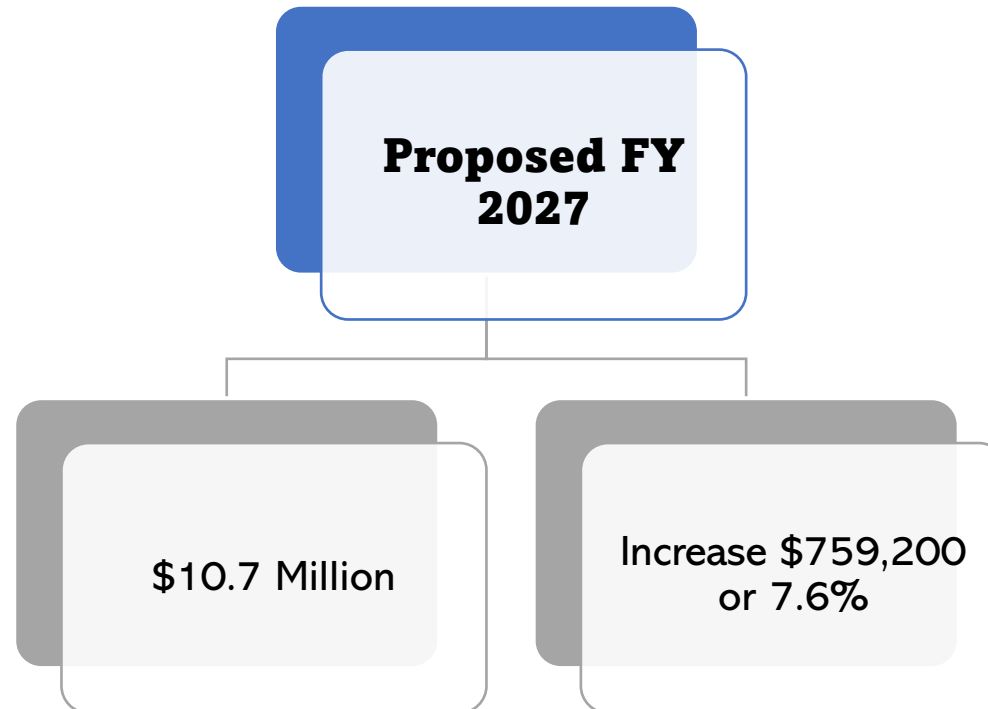 Proposed FY
2027
$10.7 Million
Increase $759,200
or 7.6%